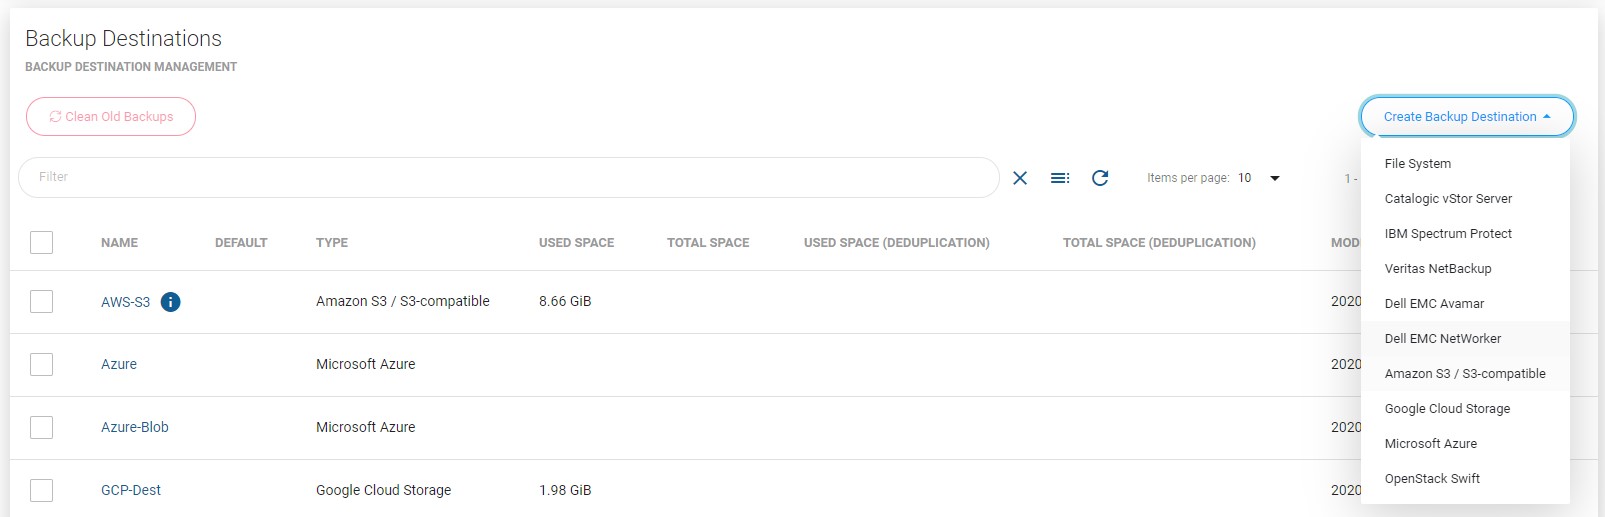 Backup Destinations
BACKUP DESTINATION MANAGEMENT
Clean Old Backups
Create Backup Destination
Filter
Items per page: 10
1 -
File System
Catalogic vStor Server
IBM Spectrum Protect
Veritas NetBackup
Dell EMC Avamar
Dell EMC NetWorker
Amazon S3 / S3-compatible
Google Cloud Storage
Microsoft Azure
OpenStack Swift
NAME DEFAULT TYPE USED SPACE TOTAL SPACE USED SPACE (DEDUPLICATION) TOTAL SPACE (DEDUPLICATION) MOD
AWS-S3 Amazon S3 / S3-compatible 8.66 GiB 2020
Azure Microsoft Azure 2020
Azure-Blob Microsoft Azure 2020
GCP-Dest Google Cloud Storage 1.98 GiB 2020